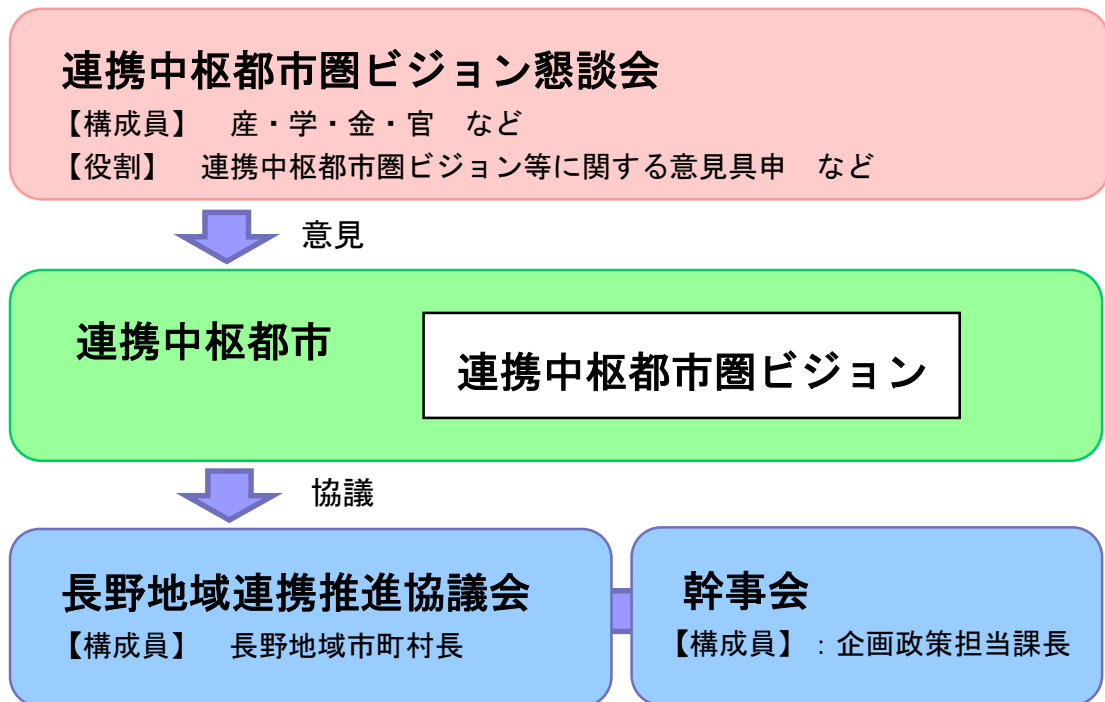 連携中枢都市圏ビジョン懇談会
【構成員】　産・学・金・官　など
【役割】　連携中枢都市圏ビジョン等に関する意見具申　など
意見
連携中枢都市
連携中枢都市圏ビジョン
協議
長野地域連携推進協議会
【構成員】　長野地域市町村長
幹事会
【構成員】：企画政策担当課長